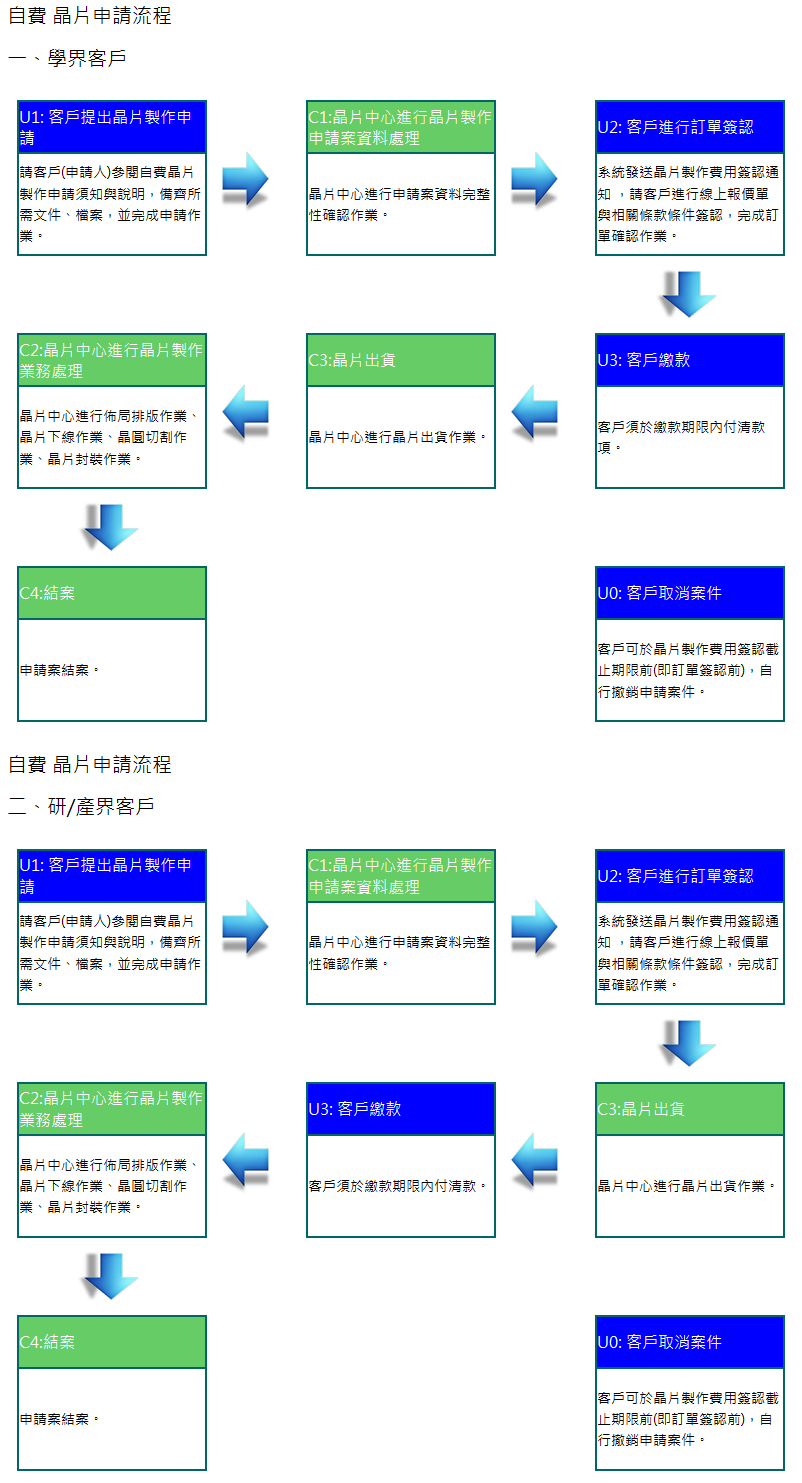 自費 晶片申請流程
一、學界客戶
U1: 客戶提出晶片製作申
請
請客戶(申請人)參閱自費晶片
製作申請須知與說明，備齊所
需文件、檔案，並完成申請作
業。
C1:晶片中心進行晶片製作
申請案資料處理
晶片中心進行申請案資料完整
性確認作業。
U2: 客戶進行訂單簽認
系統發送晶片製作費用簽認通
知 ，請客戶進行線上報價單
與相關條款條件簽認，完成訂
單確認作業。
C2:晶片中心進行晶片製作
業務處理
晶片中心進行佈局排版作業、
晶片下線作業、晶圓切割作
業、晶片封裝作業。
C3:晶片出貨
晶片中心進行晶片出貨作業。
U3: 客戶繳款
客戶須於繳款期限內付清款
項。
C4:結案
申請案結案。
U0: 客戶取消案件
客戶可於晶片製作費用簽認截
止期限前(即訂單簽認前)，自
行撤銷申請案件。
自費 晶片申請流程
二、研/產界客戶
U1: 客戶提出晶片製作申
請
請客戶(申請人)參閱自費晶片
製作申請須知與說明，備齊所
需文件、檔案，並完成申請作
業。
C1:晶片中心進行晶片製作
申請案資料處理
晶片中心進行申請案資料完整
性確認作業。
U2: 客戶進行訂單簽認
系統發送晶片製作費用簽認通
知 ，請客戶進行線上報價單
與相關條款條件簽認，完成訂
單確認作業。
C2:晶片中心進行晶片製作
業務處理
晶片中心進行佈局排版作業、
晶片下線作業、晶圓切割作
業、晶片封裝作業。
U3: 客戶繳款
客戶須於繳款期限內付清款。
C3:晶片出貨
晶片中心進行晶片出貨作業。
C4:結案
申請案結案。
U0: 客戶取消案件
客戶可於晶片製作費用簽認截
止期限前(即訂單簽認前)，自
行撤銷申請案件。